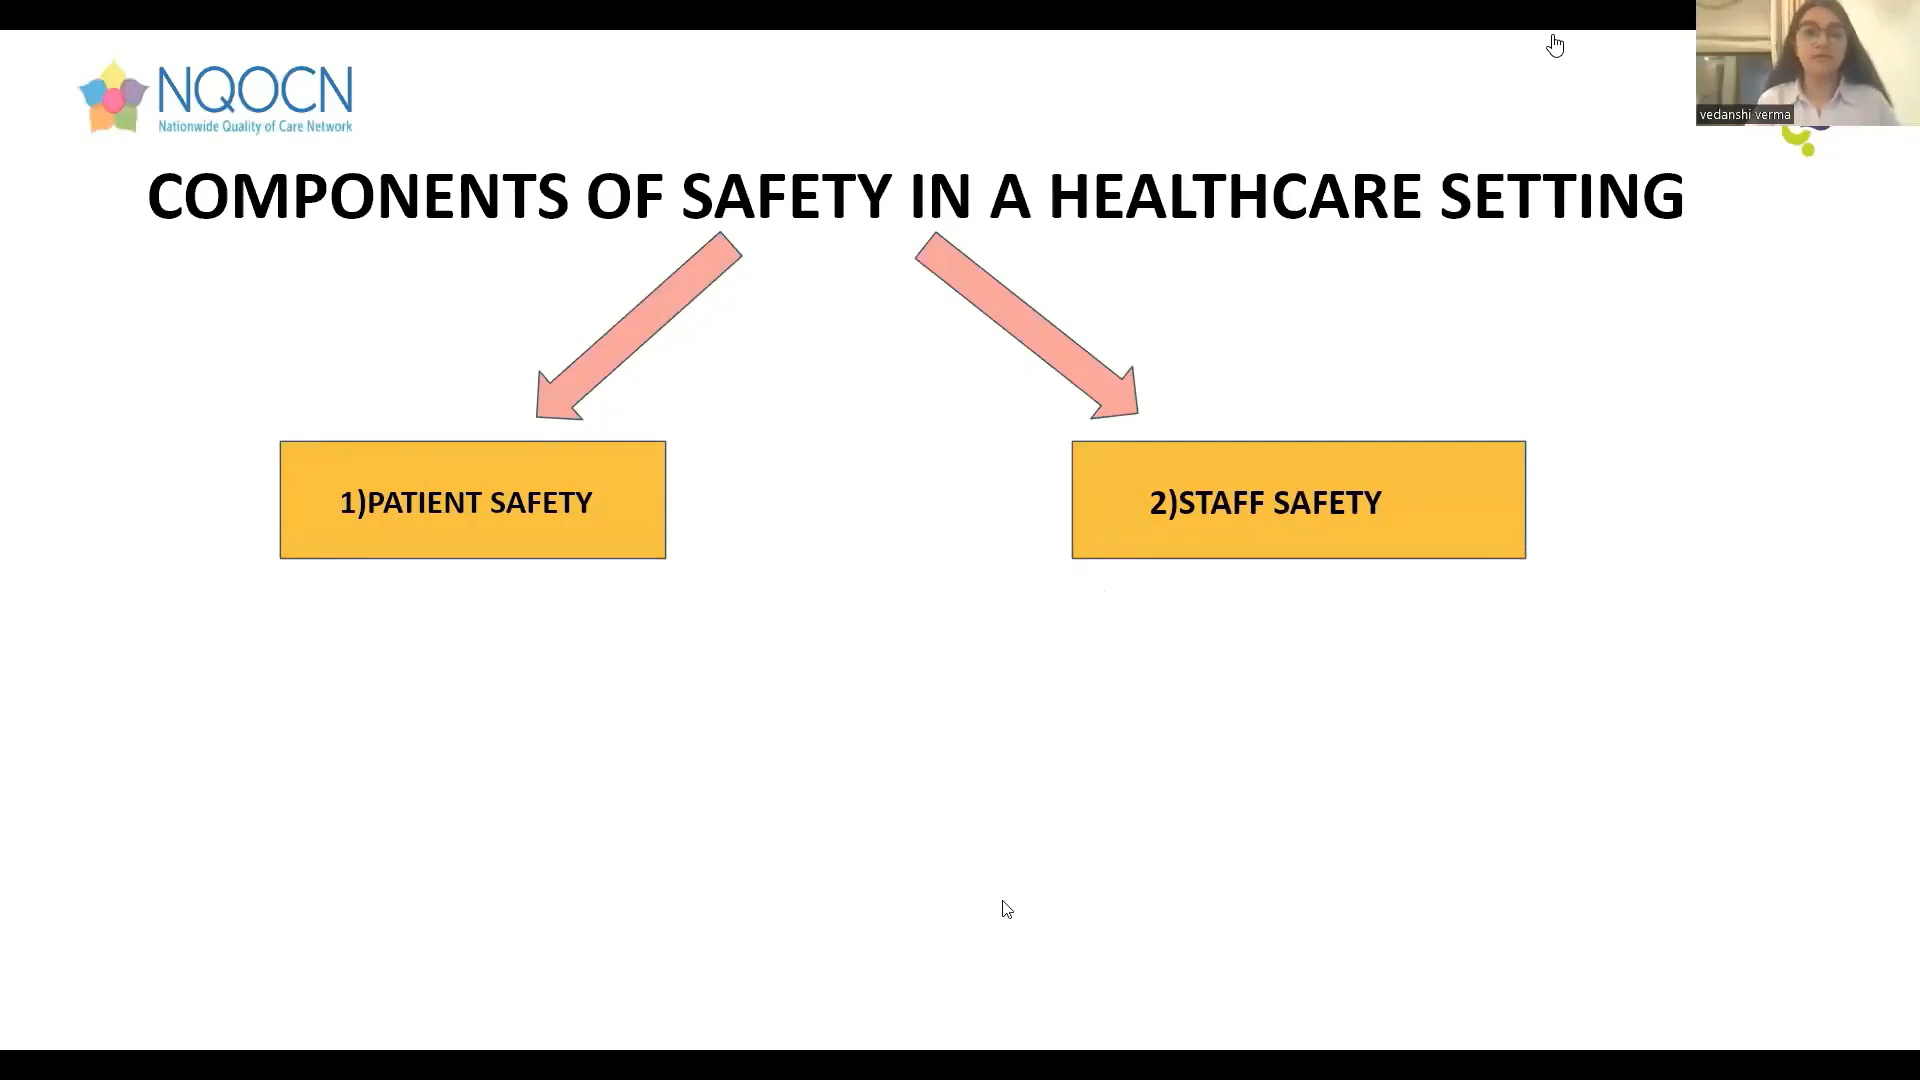 NQOCN
Nationwide Quality of Care Network
vedanshi verma
COMPONENTS OF SAFETY IN A HEALTHCARE SETTING
1)PATIENT SAFETY
2)STAFF SAFETY